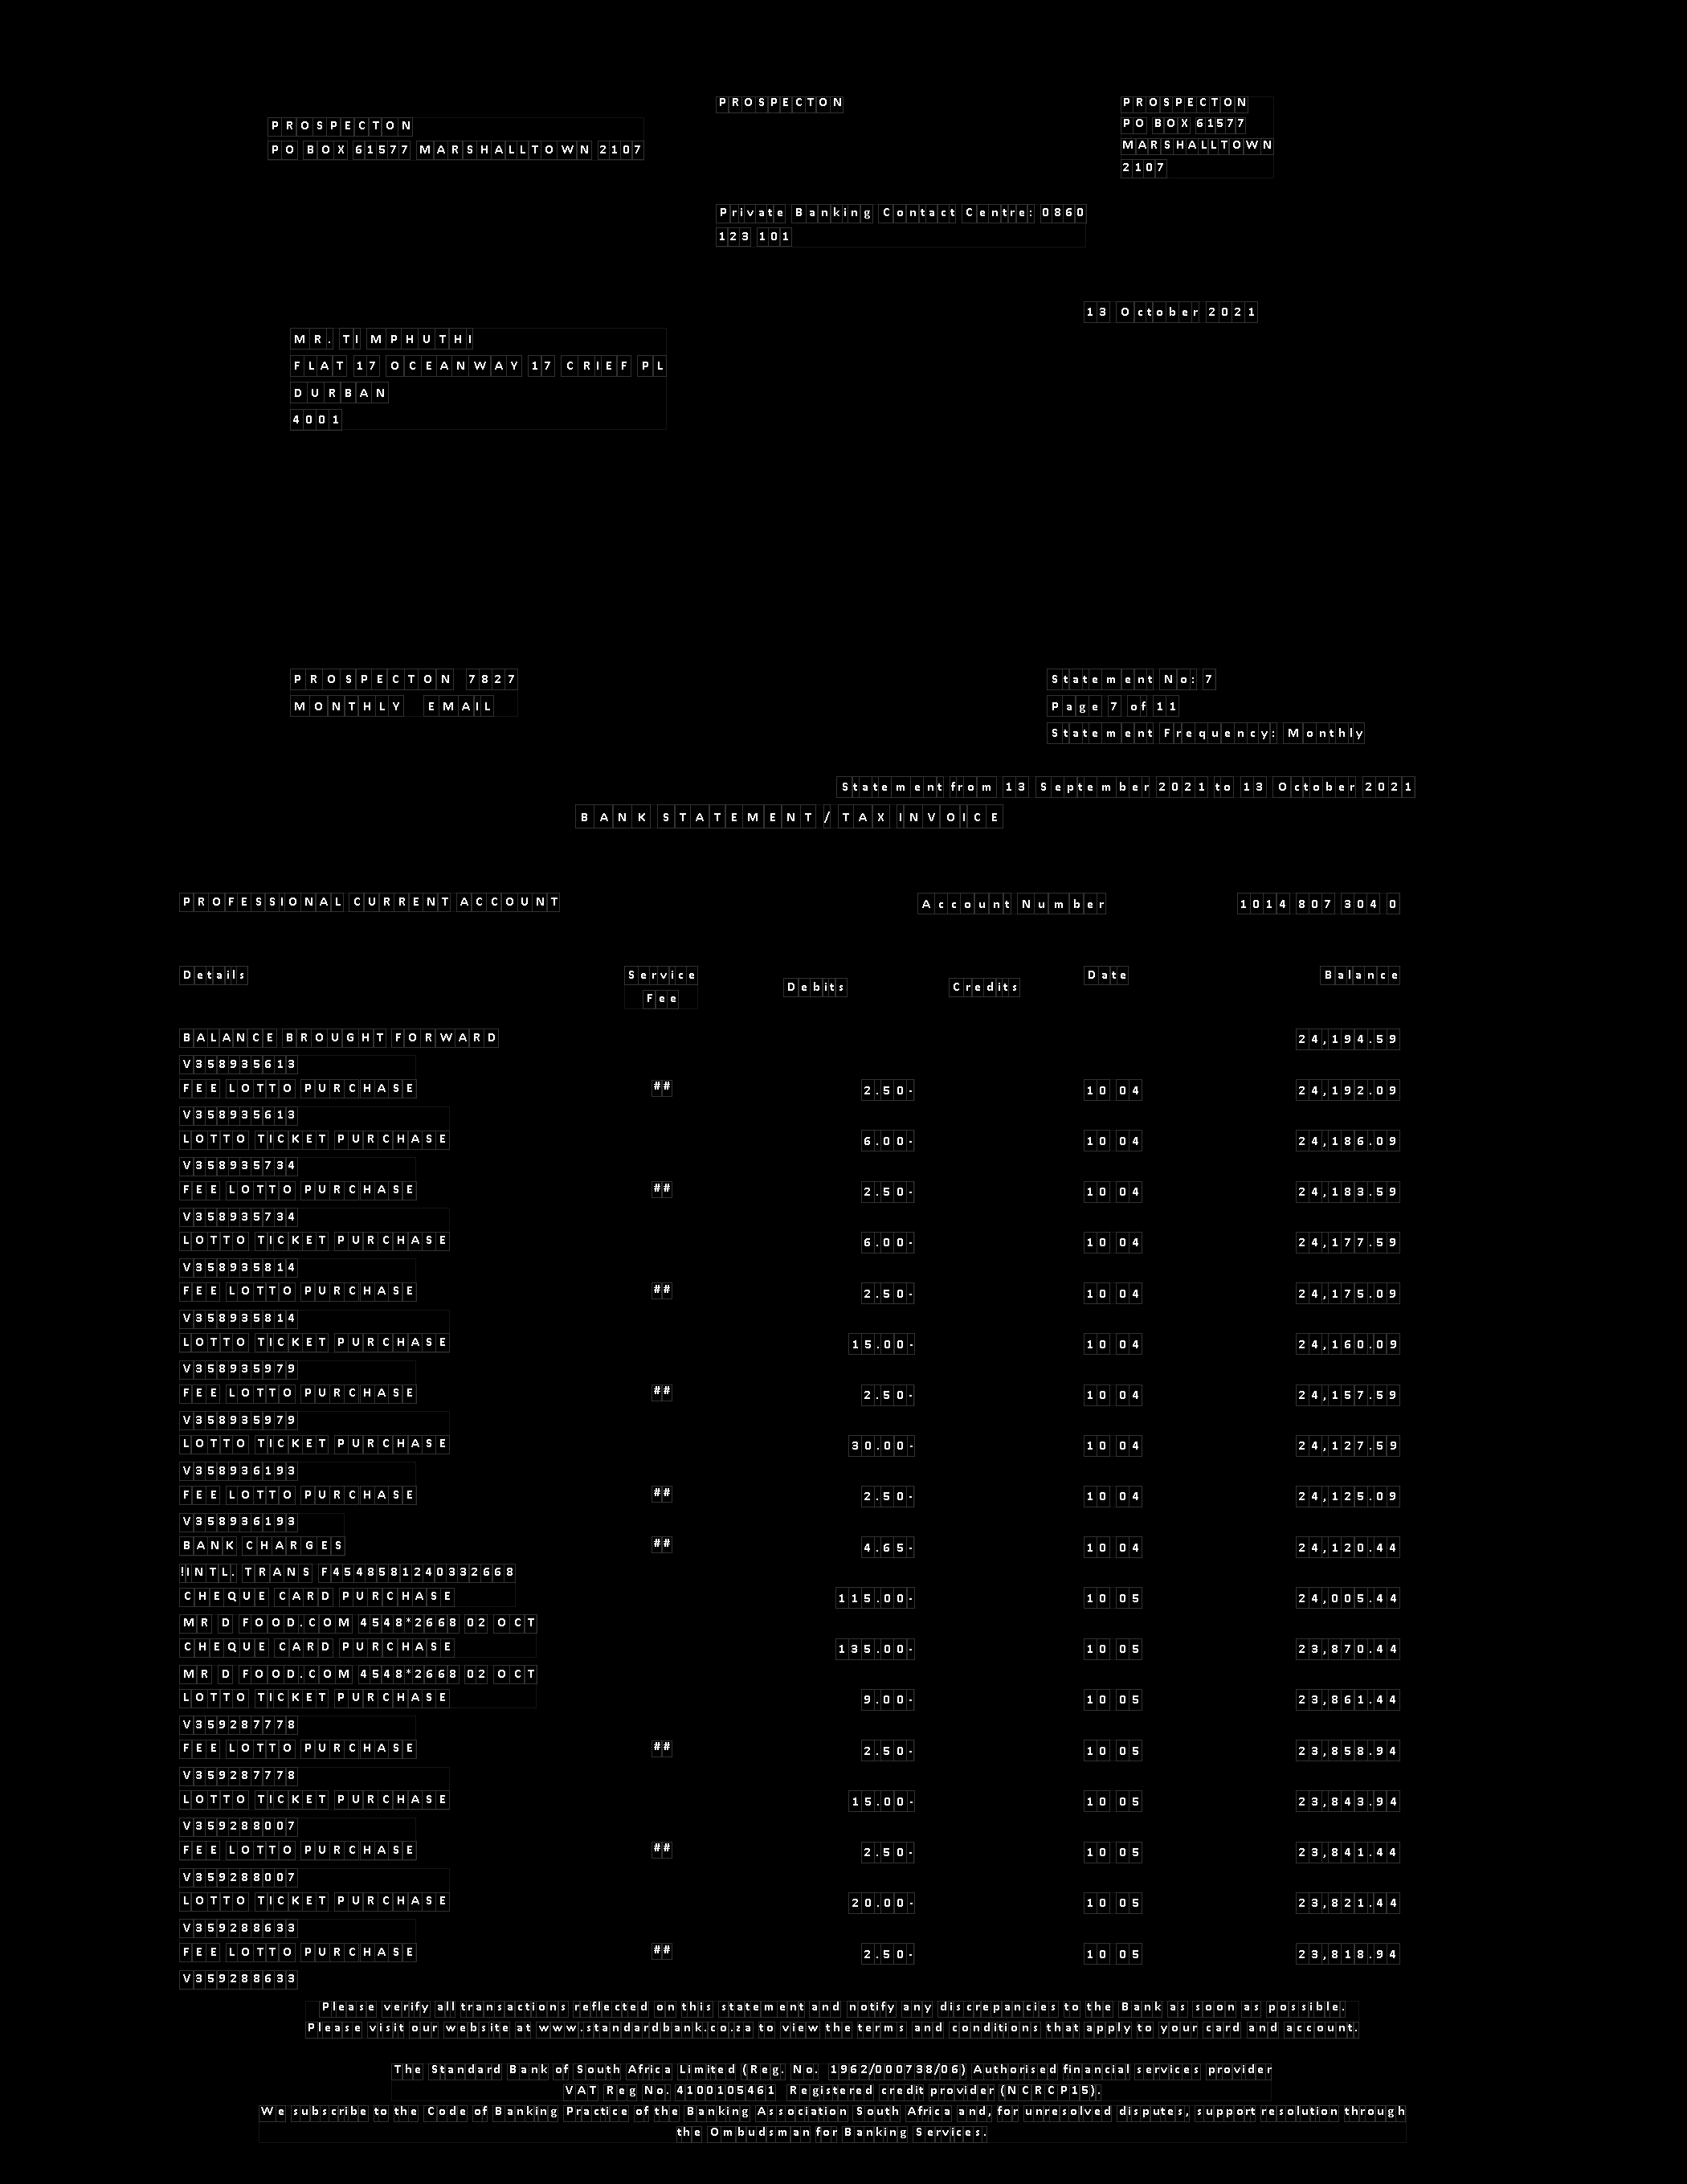 PROSPECTON
PROSPECTON
PO BOX 61577 MARSHALLTOWN 2107
PROSPECTON
PO BOX 61577
MARSHALLTOWN
2107
Private Banking Contact Centre: 0860
123 101
13 October 2021
MR. TI MPHUTHI
FLAT 17 OCEANWAY 17 CRIEF PL
DURBAN
4001
PROSPECTON 7827
MONTHLY EMAIL
Statement No: 7
Page 7 of 11
Statement Frequency: Monthly
Statement from 13 September 2021 to 13 October 2021
BANK STATEMENT / TAX INVOICE
PROFESSIONAL CURRENT ACCOUNT Account Number 1014 807 304 0
Details Service Fee Debits Credits Date Balance
BALANCE BROUGHT FORWARD 24,194.59
V358935613
FEE LOTTO PURCHASE ## 2.50- 10 04 24,192.09
V358935613
LOTTO TICKET PURCHASE 6.00- 10 04 24,186.09
V358935734
FEE LOTTO PURCHASE ## 2.50- 10 04 24,183.59
V358935734
LOTTO TICKET PURCHASE 6.00- 10 04 24,177.59
V358935814
FEE LOTTO PURCHASE ## 2.50- 10 04 24,175.09
V358935814
LOTTO TICKET PURCHASE 15.00- 10 04 24,160.09
V358935979
FEE LOTTO PURCHASE ## 2.50- 10 04 24,157.59
V358935979
LOTTO TICKET PURCHASE 30.00- 10 04 24,127.59
V358936193
FEE LOTTO PURCHASE ## 2.50- 10 04 24,125.09
V358936193
BANK CHARGES ## 4.65- 10 04 24,120.44
!INTL. TRANS F4548581240332668
CHEQUE CARD PURCHASE 115.00- 10 05 24,005.44
MR D FOOD.COM 4548*2668 02 OCT
CHEQUE CARD PURCHASE 135.00- 10 05 23,870.44
MR D FOOD.COM 4548*2668 02 OCT
LOTTO TICKET PURCHASE 9.00- 10 05 23,861.44
V359287778
FEE LOTTO PURCHASE ## 2.50- 10 05 23,858.94
V359287778
LOTTO TICKET PURCHASE 15.00- 10 05 23,843.94
V359288007
FEE LOTTO PURCHASE ## 2.50- 10 05 23,841.44
V359288007
LOTTO TICKET PURCHASE 20.00- 10 05 23,821.44
V359288633
FEE LOTTO PURCHASE ## 2.50- 10 05 23,818.94
V359288633
Please verify all transactions reflected on this statement and notify any discrepancies to the Bank as soon as possible.
Please visit our website at www.standardbank.co.za to view the terms and conditions that apply to your card and account.
The Standard Bank of South Africa Limited (Reg. No. 1962/000738/06) Authorised financial services provider
VAT Reg No. 4100105461 Registered credit provider (NCRCP15).
We subscribe to the Code of Banking Practice of the Banking Association South Africa and, for unresolved disputes, support resolution through
the Ombudsman for Banking Services.